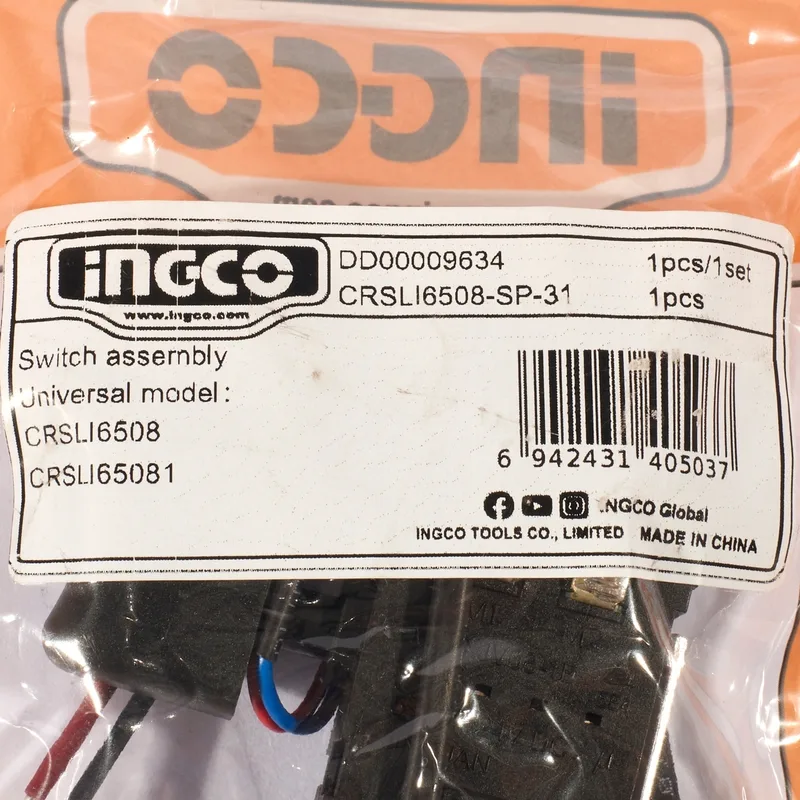 INGCO
INGCO
www.ingco.com
DD00009634 1pcs/1set
CRSLI6508-SP-31 1pcs
Switch assembly
Universal model:
CRSLI6508
CRSLI65081
6 942431 405037
INGCO Global
INGCO TOOLS CO., LIMITED MADE IN CHINA